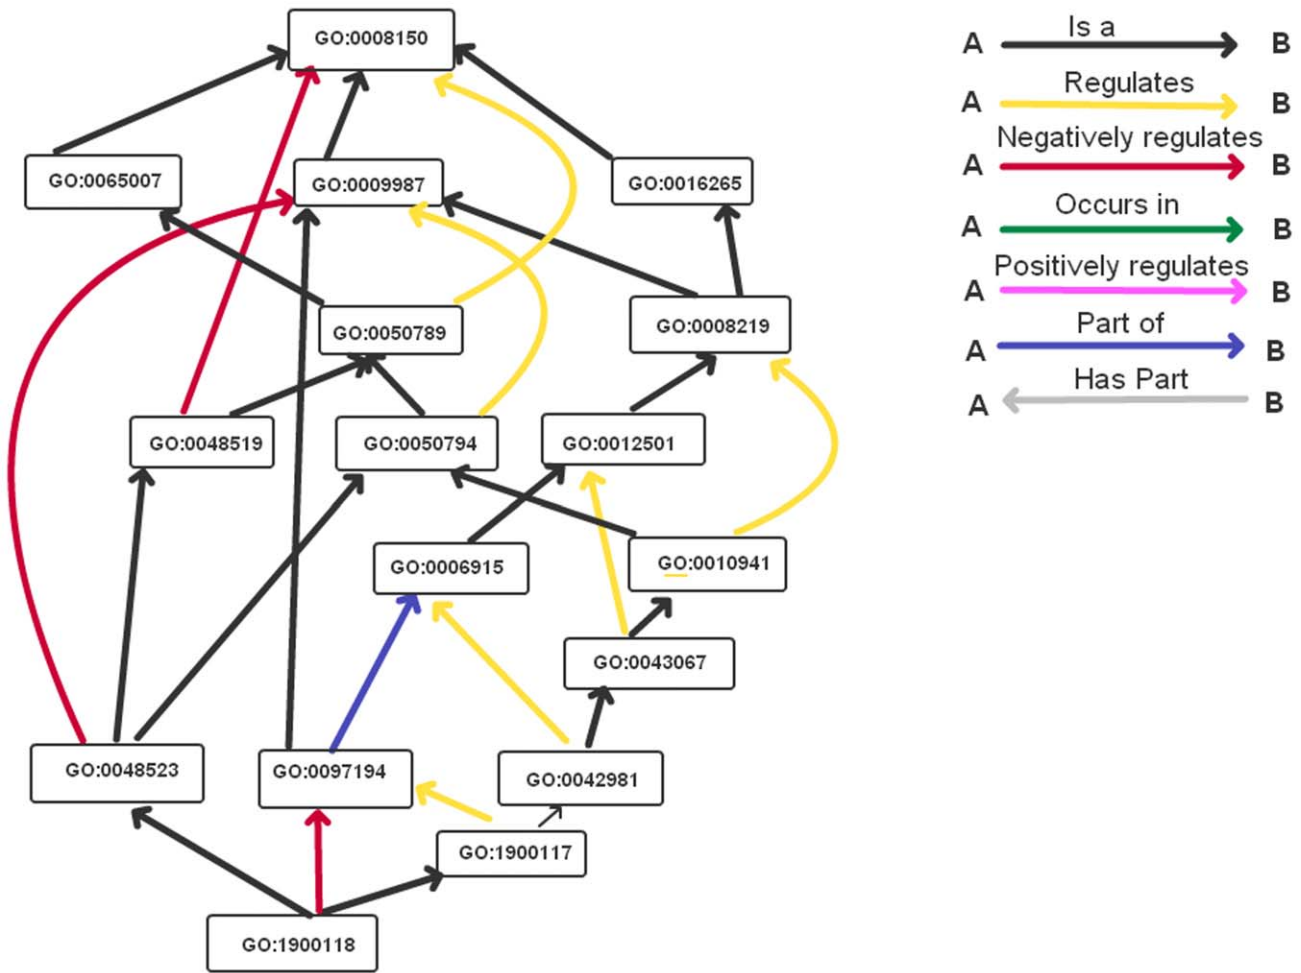 GO:0008150
GO:0065007
GO:0009987
GO:0016265
GO:0050789
GO:0008219
GO:0048519
GO:0050794
GO:0012501
GO:0006915
GO:0010941
GO:0043067
GO:0048523
GO:0097194
GO:0042981
GO:1900117
GO:1900118
A Is a B
A Regulates B
Negatively regulates
A B
Occurs in
A B
Positively regulates
A B
Part of
A B
Has Part
A B